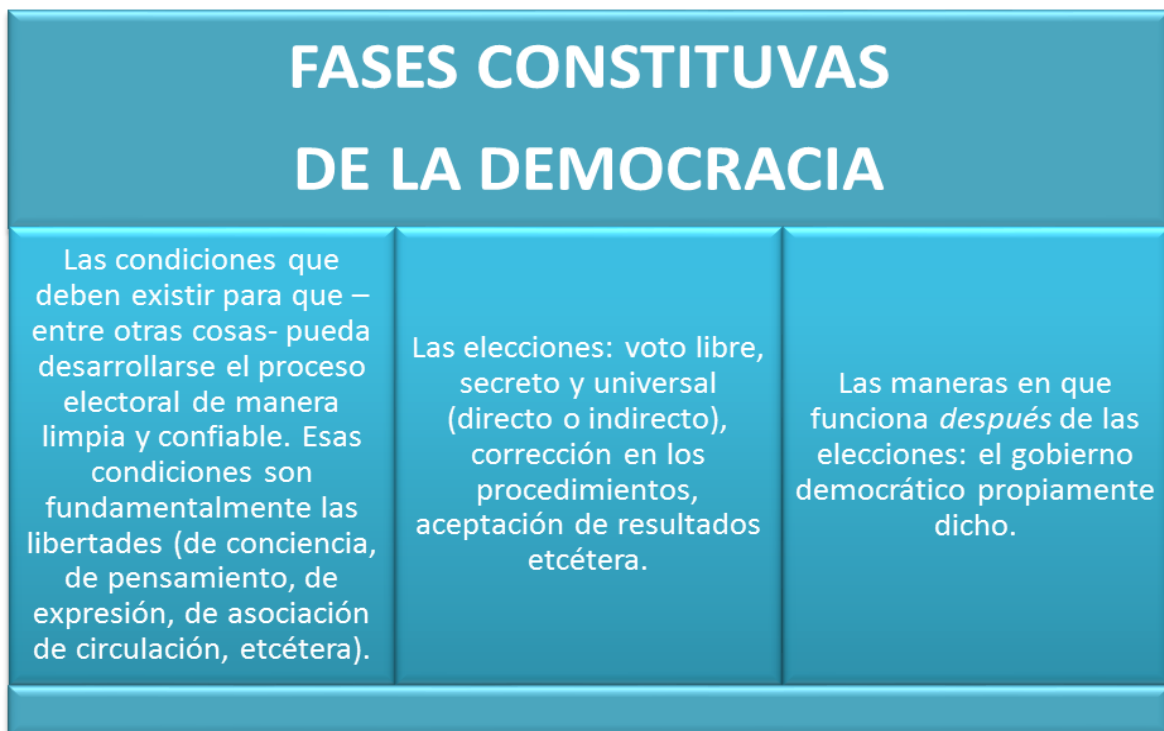 FASES CONSTITUVAS
DE LA DEMOCRACIA
Las condiciones que
deben existir para que –
entre otras cosas- pueda
desarrollarse el proceso
electoral de manera
limpia y confiable. Esas
condiciones son
fundamentalmente las
libertades (de conciencia,
de pensamiento, de
expresión, de asociación
de circulación, etcétera).
Las elecciones: voto libre,
secreto y universal
(directo o indirecto),
corrección en los
procedimientos,
aceptación de resultados
etcétera.
Las maneras en que
funciona después de las
elecciones: el gobierno
democrático propiamente
dicho.